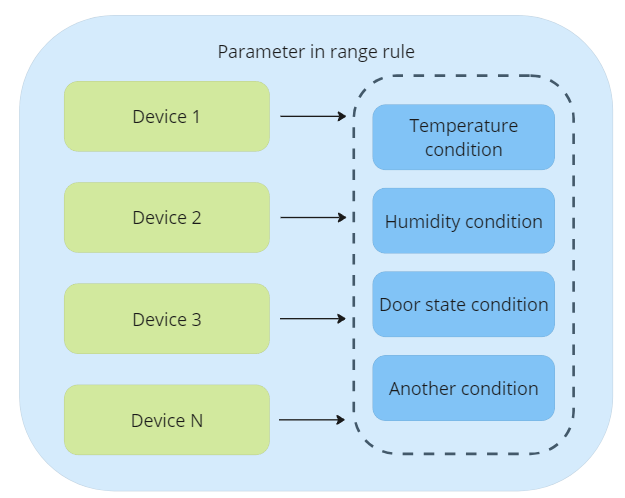 Parameter in range rule
Device 1
Temperature
condition
Device 2
Humidity condition
Device 3
Door state condition
Device N
Another condition